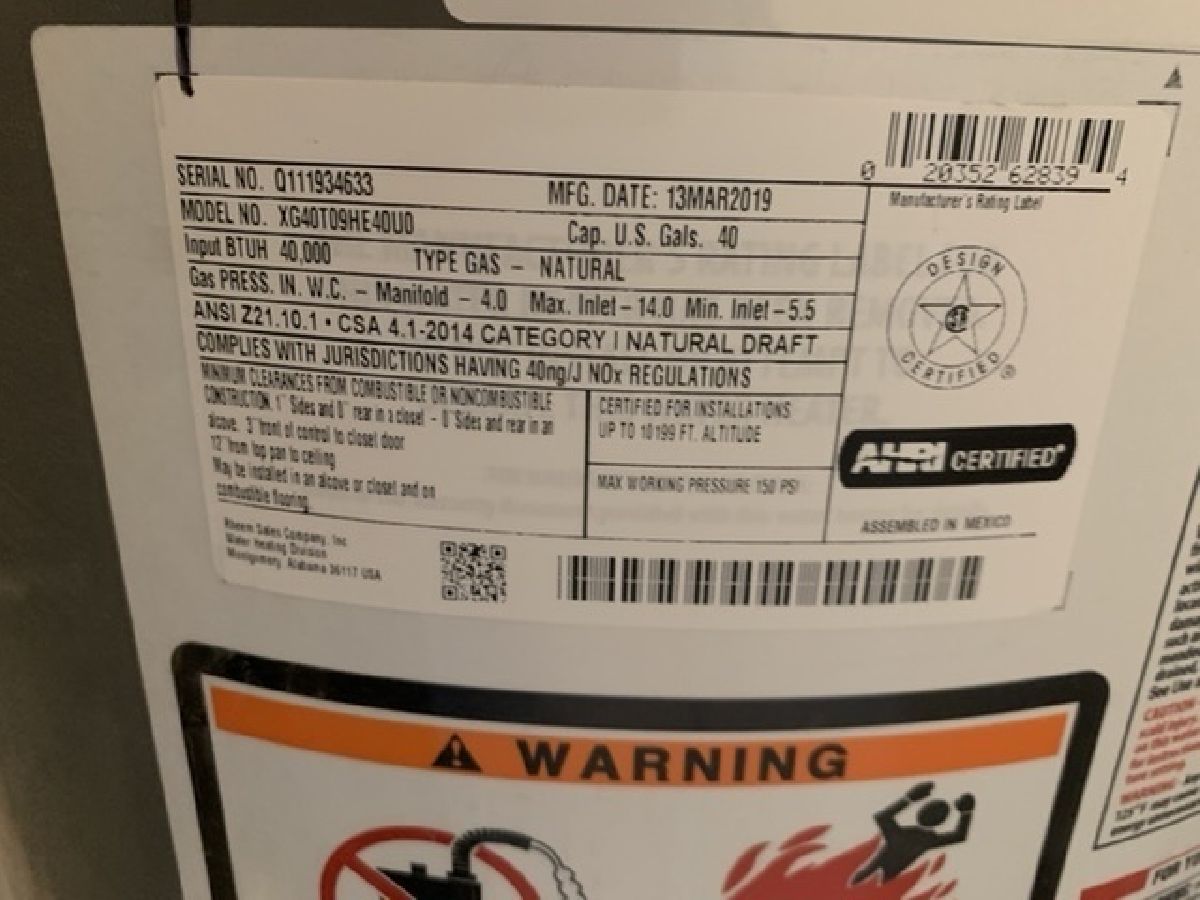 0 20352 62839 4
SERIAL NO. Q111934633 MFG. DATE: 13MAR2019
Manufacturer's Rating Label
MODEL NO. XG40T09HE40U0 Cap. U.S. Gals. 40
Input BTUH 40,000 TYPE GAS – NATURAL
Gas PRESS. IN. W.C. – Manifold – 4.0 Max. Inlet – 14.0 Min. Inlet – 5.5
ANSI Z21.10.1 • CSA 4.1-2014 CATEGORY I NATURAL DRAFT
COMPLIES WITH JURISDICTIONS HAVING 40ng/J NOx REGULATIONS
DESIGN
CERTIFIED ®
MINIMUM CLEARANCES FROM COMBUSTIBLE OR NONCOMBUSTIBLE
CONSTRUCTION, 1" Sides and 0" rear in a closet - 0" Sides and rear in an
alcove, 3" front of control to closet door
12" from top pan to ceiling
May be installed in an alcove or closet and on
combustible flooring.
CERTIFIED FOR INSTALLATIONS
UP TO 10199 FT. ALTITUDE
MAX WORKING PRESSURE 150 PSI
AHRI CERTIFIED
ASSEMBLED IN MEXICO
Rheem Sales Company, Inc
Water Heating Division
Montgomery, Alabama 36117 USA
WARNING
See Use
CAUTION
WARNING
FOR YO